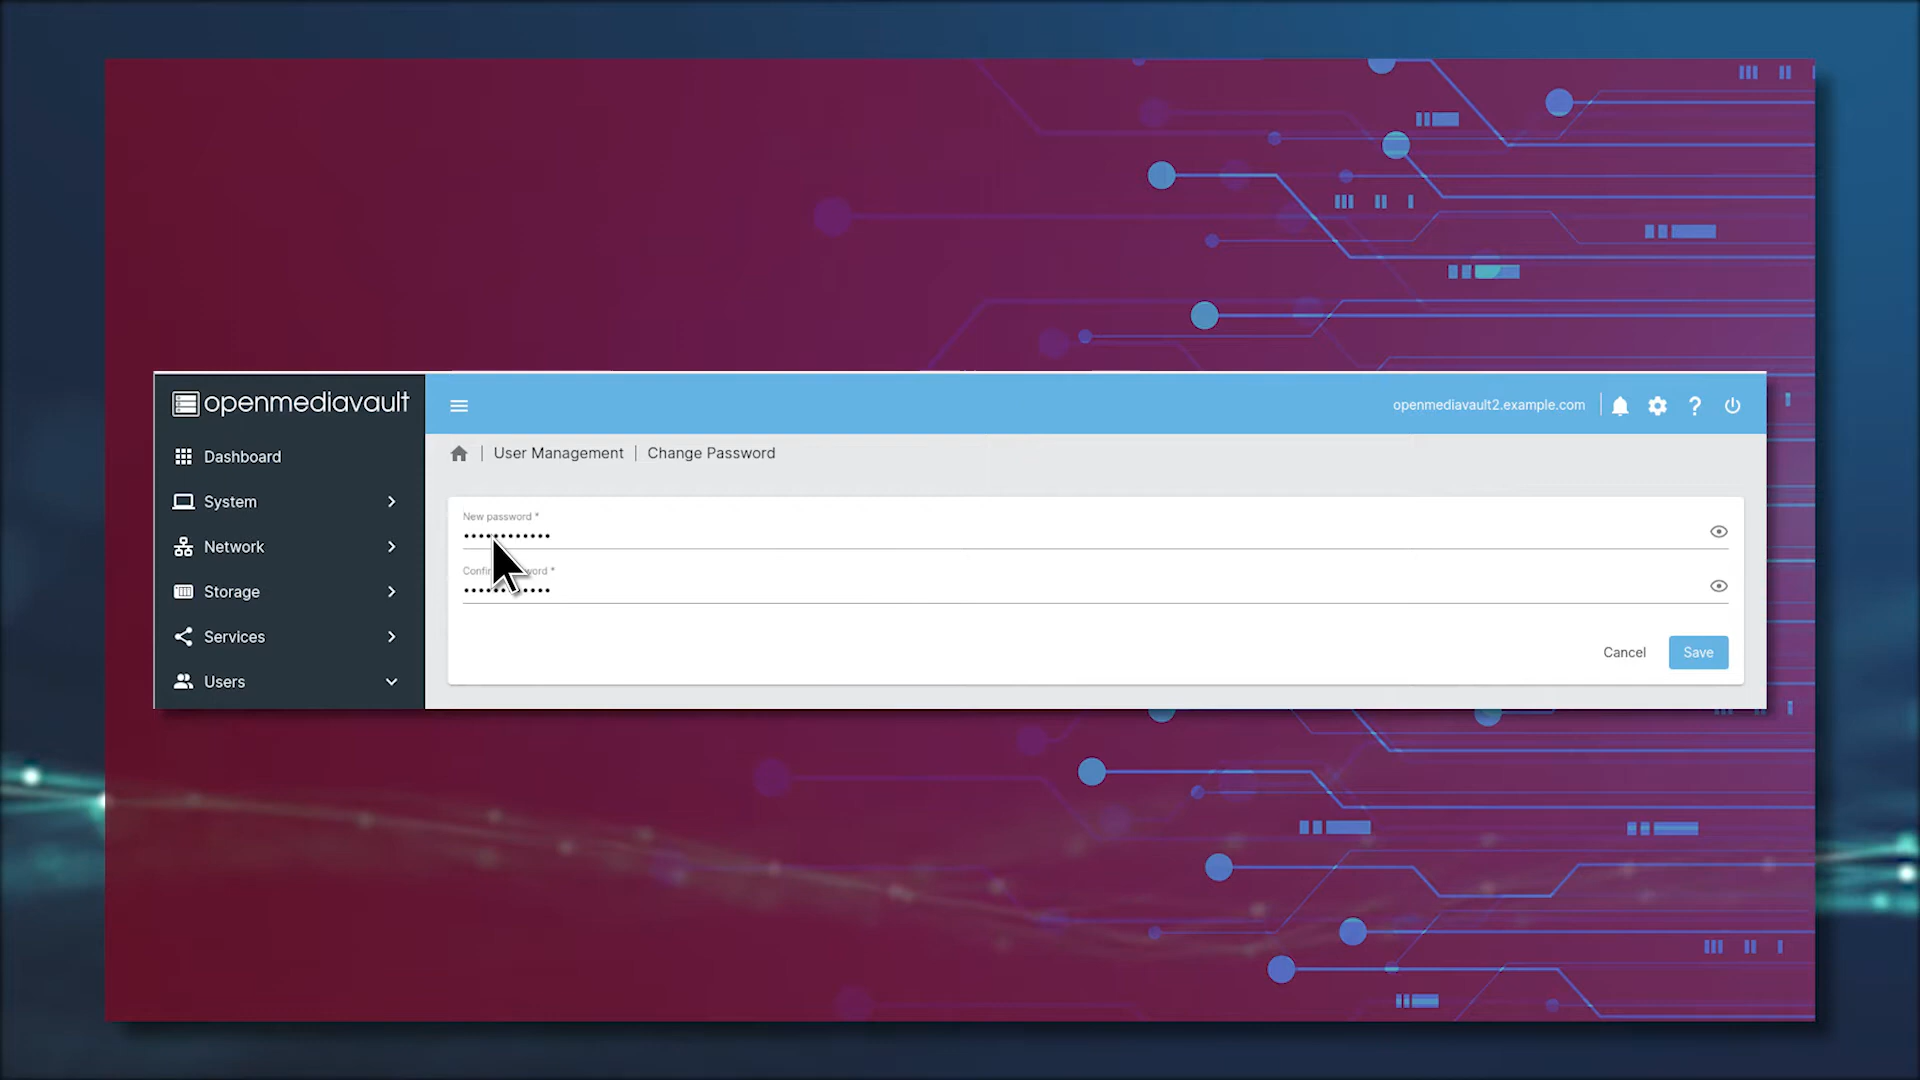 openmediavault
openmediavault2.example.com
Dashboard
System
Network
Storage
Services
Users
User Management | Change Password
New password *
••••••••••••
Cancel
Save